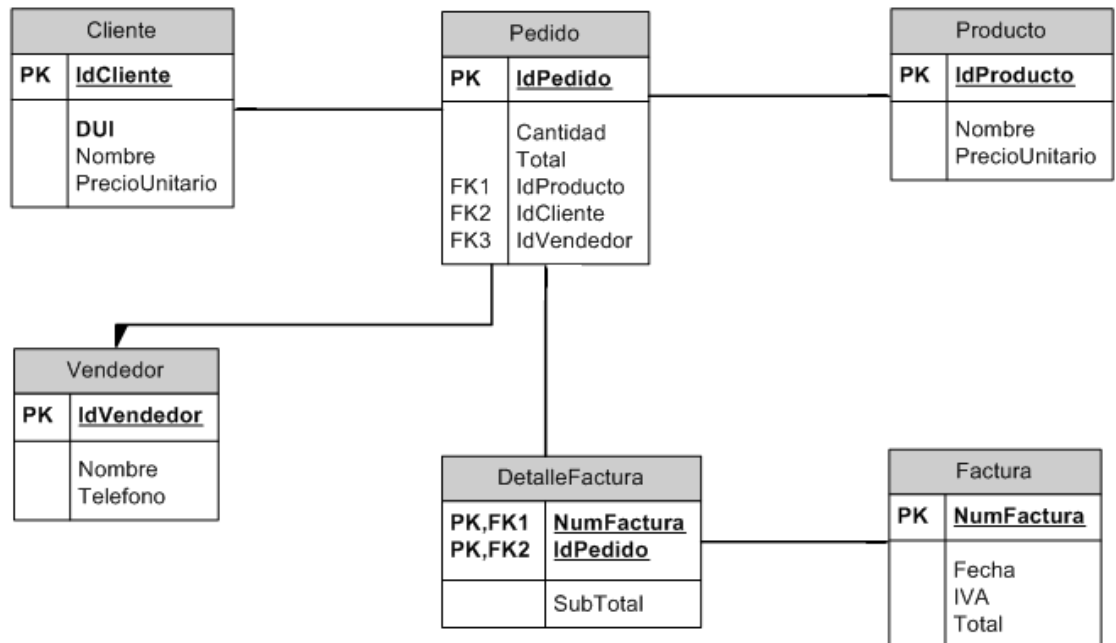 Cliente
PK IdCliente
DUI
Nombre
PrecioUnitario
Pedido
PK IdPedido
Cantidad
Total
FK1 IdProducto
FK2 IdCliente
FK3 IdVendedor
Producto
PK IdProducto
Nombre
PrecioUnitario
Vendedor
PK IdVendedor
Nombre
Telefono
DetalleFactura
PK,FK1 NumFactura
PK,FK2 IdPedido
SubTotal
Factura
PK NumFactura
Fecha
IVA
Total